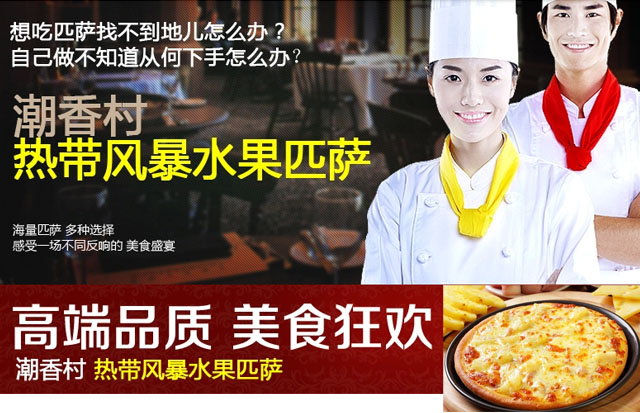 想吃匹萨找不到地儿怎么办？
自己做不知道从何下手怎么办?
潮香村
热带风暴水果匹萨
海量匹萨 多种选择
感受一场不同反响的 美食盛宴
高端品质 美食狂欢
潮香村 热带风暴水果匹萨